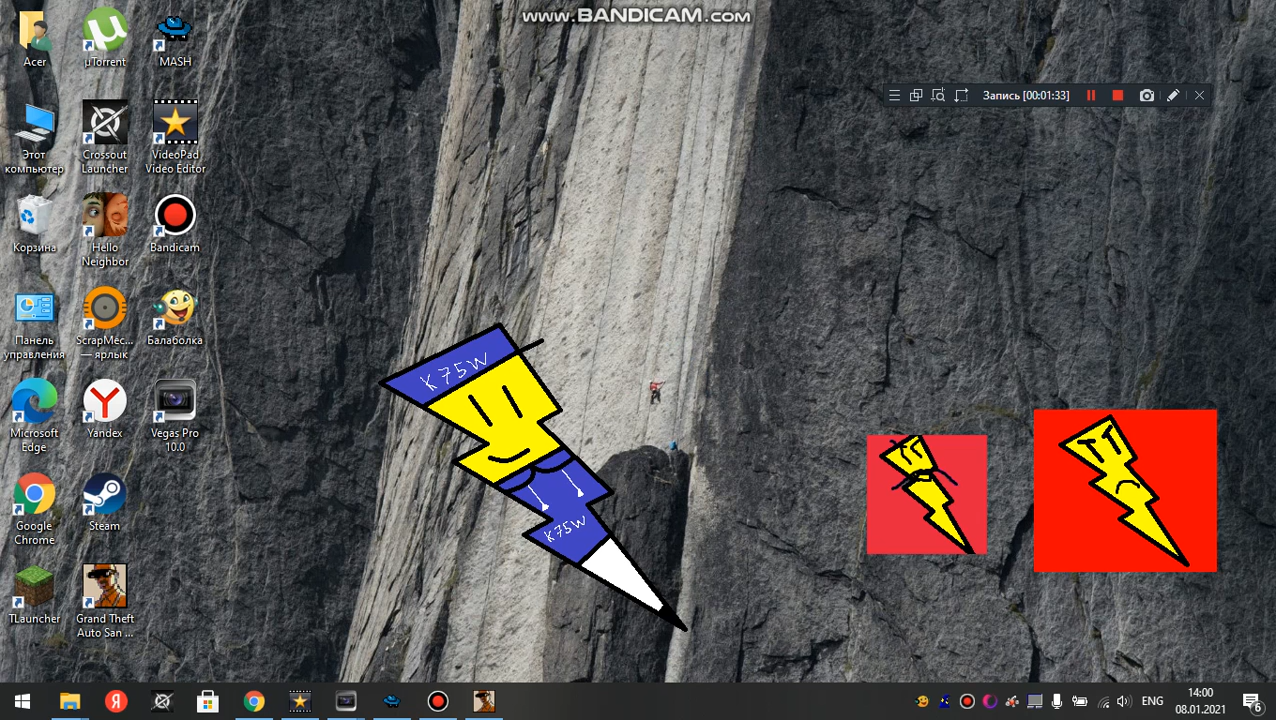 www.BANDICAM.com
Запись [00:01:33]
Acer
µTorrent
MASH
Этот
компьютер
Crossout
Launcher
VideoPad
Video Editor
Корзина
Hello
Neighbor
Bandicam
Панель
управления
ScrapMec...
— ярлык
Балаболка
Microsoft
Edge
Yandex
Vegas Pro
10.0
Google
Chrome
Steam
TLauncher
Grand Theft
Auto San ...
K75W
K75W
ENG
14:00
08.01.2021
6